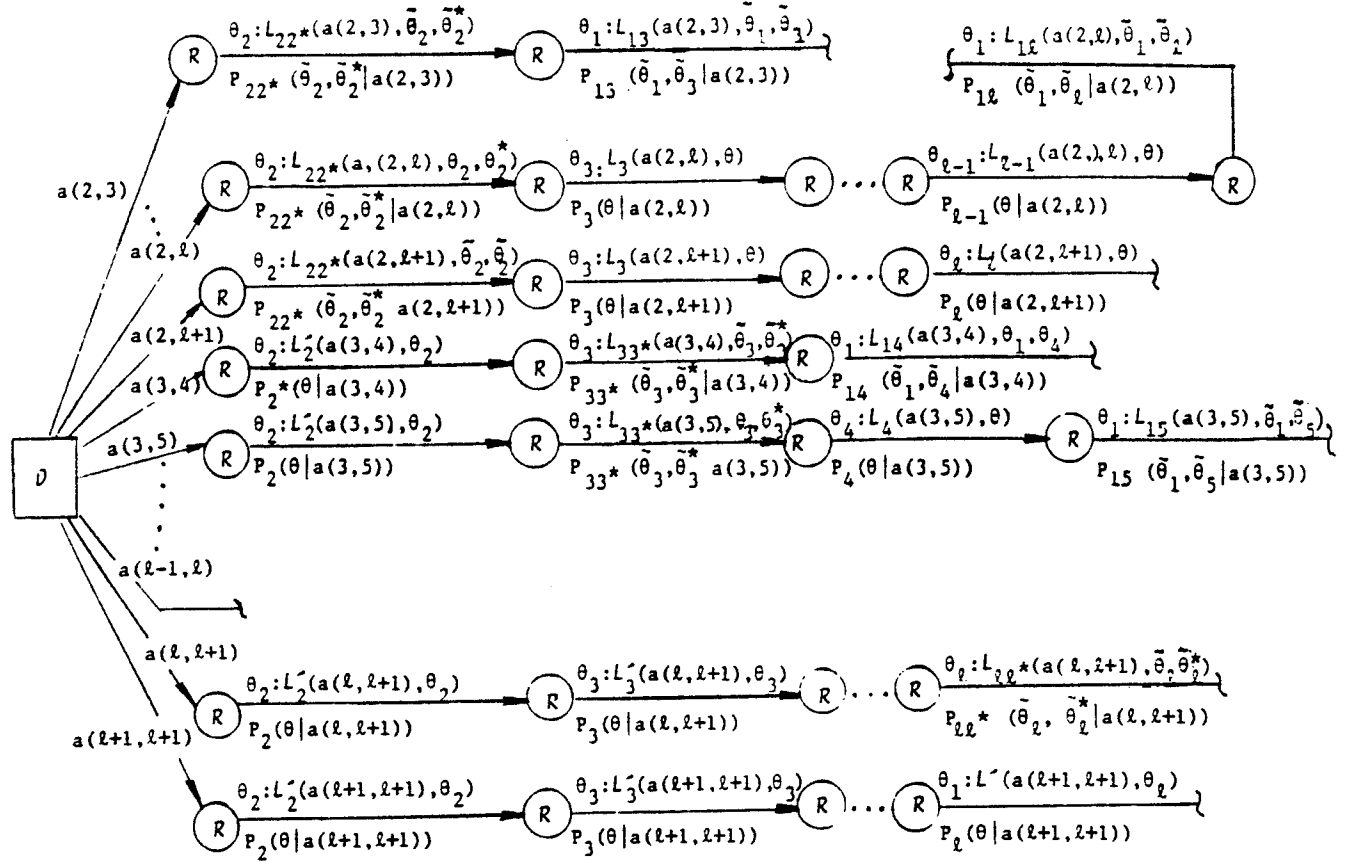 θ₂:L₂₂*(a(2,3),θ̃₂,θ̃₂*) θ₁:L₁₃(a(2,3),θ̃₁,θ̃₃) θ₁:L₁ℓ(a(2,ℓ),θ̃₁,θ̃ℓ)
R R
P₂₂* (θ̃₂,θ̃₂*|a(2,3)) P₁₃ (θ̃₁,θ̃₃|a(2,3)) P₁ℓ (θ̃₁,θ̃ℓ|a(2,ℓ))
a(2,3)
θ₂:L₂₂*(a,(2,ℓ),θ₂,θ₂*) θ₃:L₃(a(2,ℓ),θ) θℓ₋₁:Lℓ₋₁(a(2,),ℓ),θ)
R R R ... R R
P₂₂* (θ̃₂,θ̃₂*|a(2,ℓ)) P₃(θ|a(2,ℓ)) Pℓ₋₁(θ|a(2,ℓ))
a(2,ℓ)
θ₂:L₂₂*(a(2,ℓ+1),θ̃₂,θ̃₂*) θ₃:L₃(a(2,ℓ+1),θ) θℓ:Lℓ(a(2,ℓ+1),θ)
R R R ... R
P₂₂* (θ̃₂,θ̃₂* a(2,ℓ+1)) P₃(θ|a(2,ℓ+1)) Pℓ(θ|a(2,ℓ+1))
a(2,ℓ+1)
θ₂:L₂´(a(3,4),θ₂) θ₃:L₃₃*(a(3,4),θ̃₃,θ̃₃*) θ₁:L₁₄(a(3,4),θ₁,θ₄)
R R R
a(3,4)
P₂*(θ|a(3,4)) P₃₃* (θ̃₃,θ̃₃*|a(3,4)) P₁₄ (θ̃₁,θ̃₄|a(3,4))
θ₂:L₂´(a(3,5),θ₂) θ₃:L₃₃*(a(3,5),θ₃,θ₃*) θ₄:L₄(a(3,5),θ) θ₁:L₁₅(a(3,5),θ̃₁,θ̃₅)
a(3,5)
R R R R
P₂(θ|a(3,5)) P₃₃* (θ̃₃,θ̃₃* a(3,5)) P₄(θ|a(3,5)) P₁₅ (θ̃₁,θ̃₅|a(3,5))
D
a(ℓ-1,ℓ)
a(ℓ,ℓ+1)
θ₂:L₂´(a(ℓ,ℓ+1),θ₂) θ₃:L₃´(a(ℓ,ℓ+1),θ₃) θℓ:Lℓℓ*(a(ℓ,ℓ+1),θ̃ℓ,θ̃ℓ*)
R R R ... R
P₂(θ|a(ℓ,ℓ+1)) P₃(θ|a(ℓ,ℓ+1)) Pℓℓ* (θ̃ℓ, θ̃ℓ*|a(ℓ,ℓ+1))
a(ℓ+1,ℓ+1)
θ₂:L₂´(a(ℓ+1,ℓ+1),θ₂) θ₃:L₃´(a(ℓ+1,ℓ+1),θ₃) θ₁:L´(a(ℓ+1,ℓ+1),θℓ)
R R R ... R
P₂(θ|a(ℓ+1,ℓ+1)) P₃(θ|a(ℓ+1,ℓ+1)) Pℓ(θ|a(ℓ+1,ℓ+1))